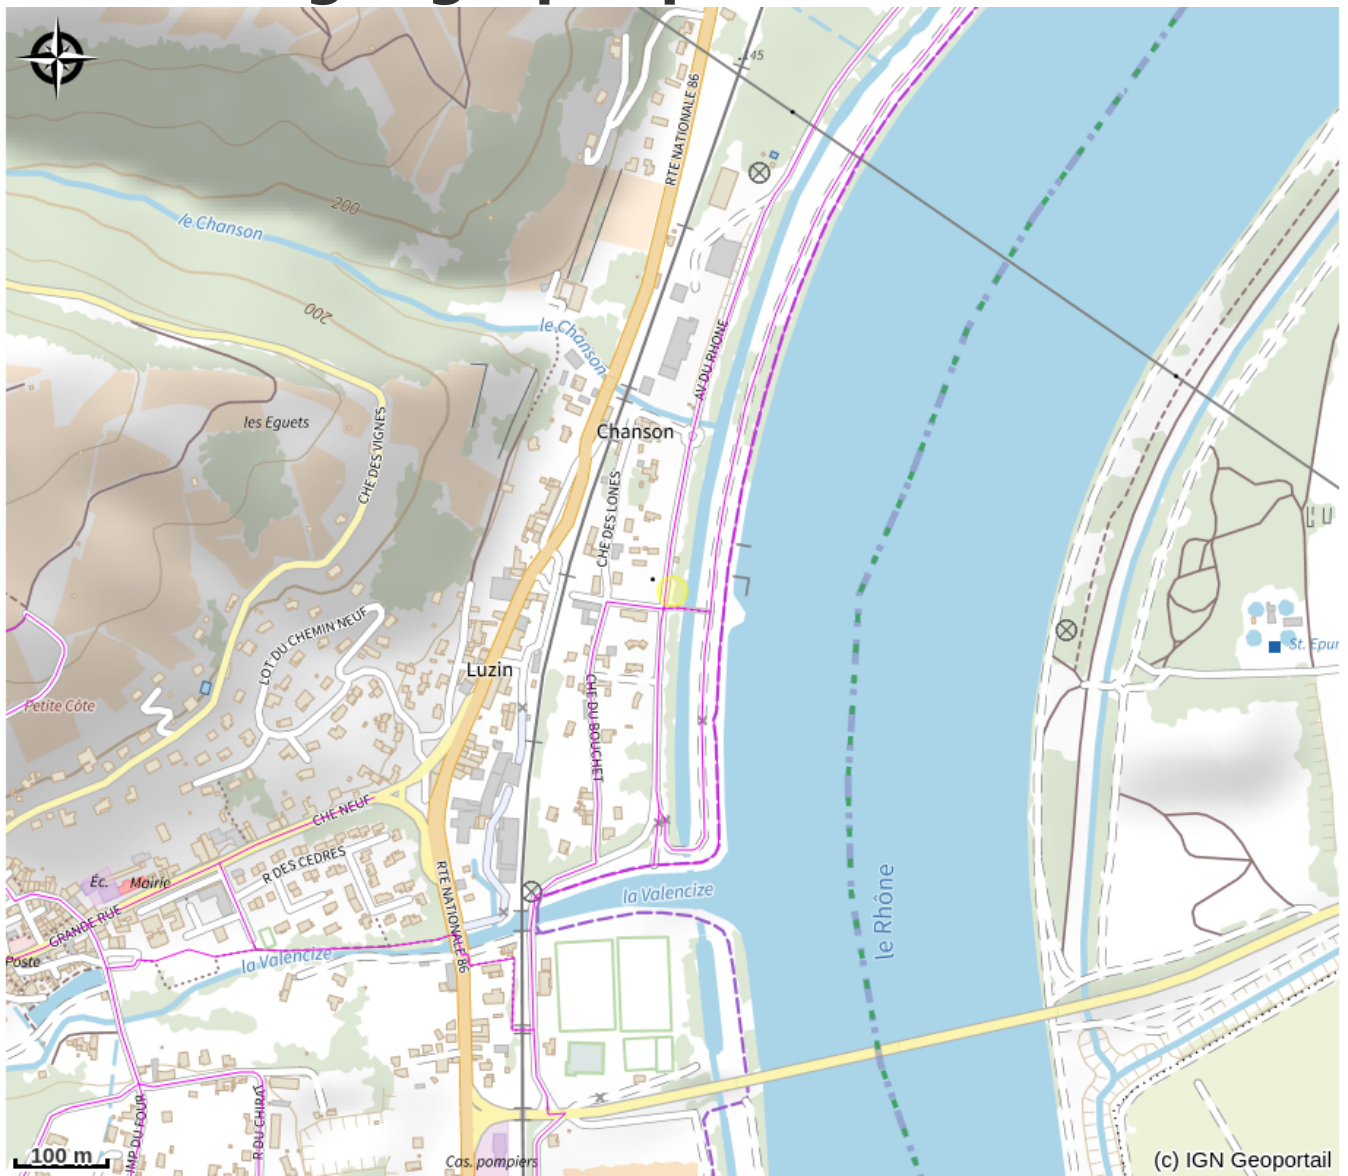 145
RTE NATIONALE 86
200
le Chanson
200
le Chanson
AV DU RHONE
les Eguets
CHE DES VIGNES
Chanson
CHE DES LONES
LOT DU CHEMIN NEUF
St. Epur
Luzin
Petite Côte
CHE DU BOUCHET
CHE NEUF
R DES CEDRES
Éc.
Mairie
RTE NATIONALE 86
la Valencize
le Rhône
GRANDE RUE
Poste
la Valencize
IMP DU FOUR
R DU CHIRAT
100 m
Cas. pompiers
(c) IGN Geoportail